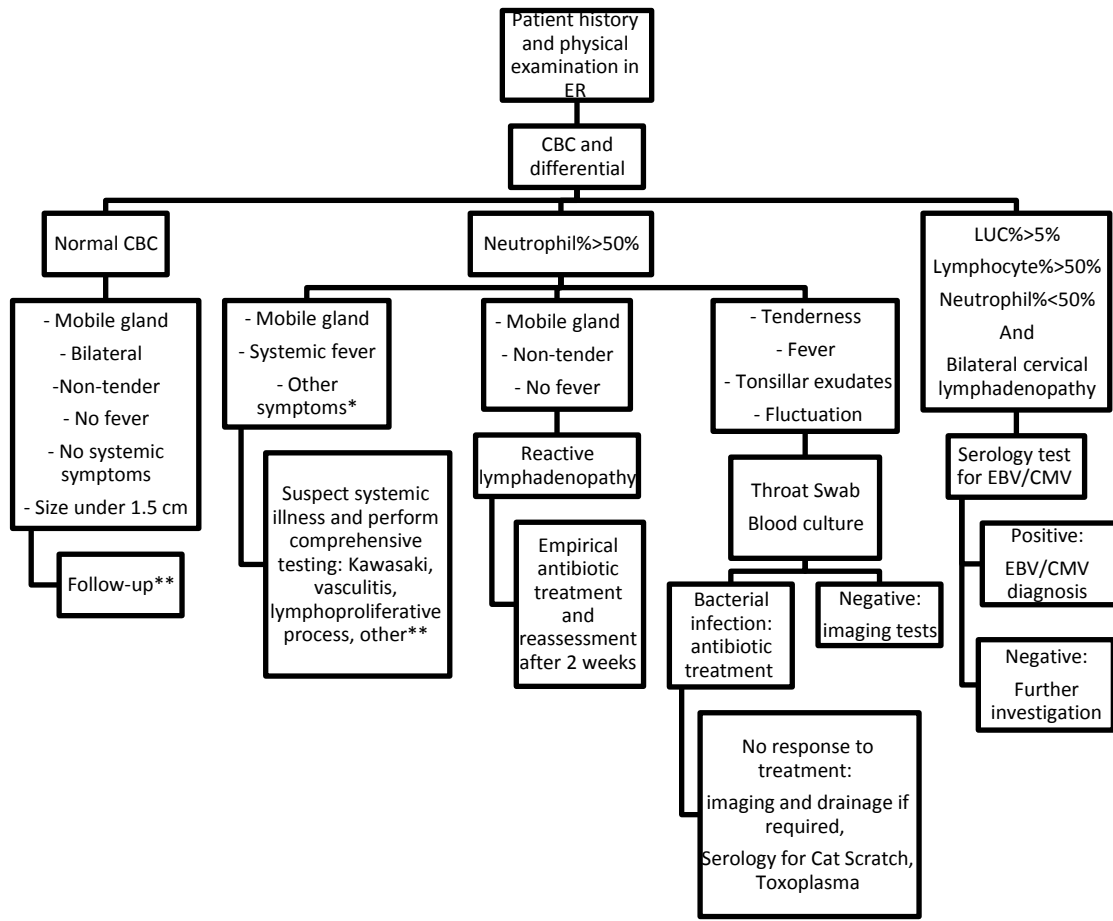 Patient history
and physical
examination in
ER
CBC and
differential
Normal CBC
- Mobile gland
- Bilateral
-Non-tender
- No fever
- No systemic
symptoms
- Size under 1.5 cm
Follow-up**
Neutrophil%>50%
- Mobile gland
- Systemic fever
- Other
symptoms*
Suspect systemic
illness and perform
comprehensive
testing: Kawasaki,
vasculitis,
lymphoproliferative
process, other**
- Mobile gland
- Non-tender
- No fever
Reactive
lymphadenopathy
Empirical
antibiotic
treatment
and
reassessment
after 2 weeks
- Tenderness
- Fever
- Tonsillar exudates
- Fluctuation
Throat Swab
Blood culture
Bacterial
infection:
antibiotic
treatment
No response to
treatment:
imaging and drainage if
required,
Serology for Cat Scratch,
Toxoplasma
Negative:
imaging tests
LUC%>5%
Lymphocyte%>50%
Neutrophil%<50%
And
Bilateral cervical
lymphadenopathy
Serology test
for EBV/CMV
Positive:
EBV/CMV
diagnosis
Negative:
Further
investigation